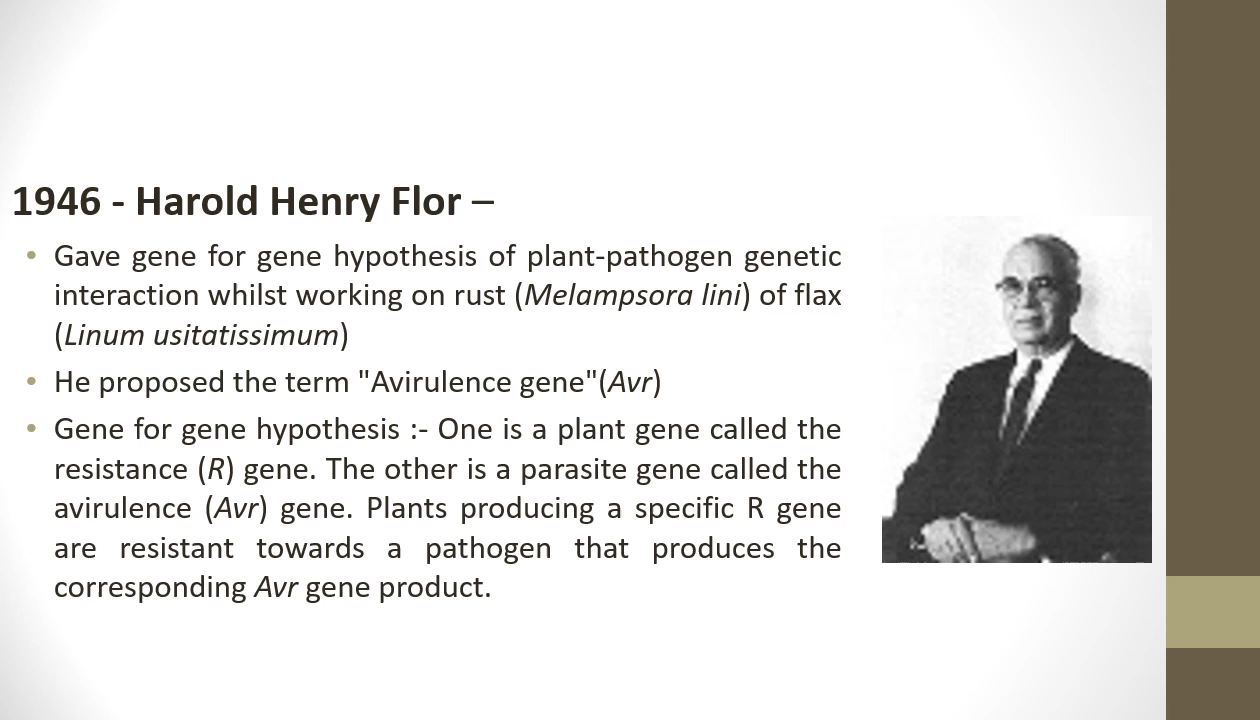 1946 - Harold Henry Flor –
• Gave gene for gene hypothesis of plant-pathogen genetic
interaction whilst working on rust (Melampsora lini) of flax
(Linum usitatissimum)
• He proposed the term "Avirulence gene"(Avr)
• Gene for gene hypothesis :- One is a plant gene called the
resistance (R) gene. The other is a parasite gene called the
avirulence (Avr) gene. Plants producing a specific R gene
are resistant towards a pathogen that produces the
corresponding Avr gene product.